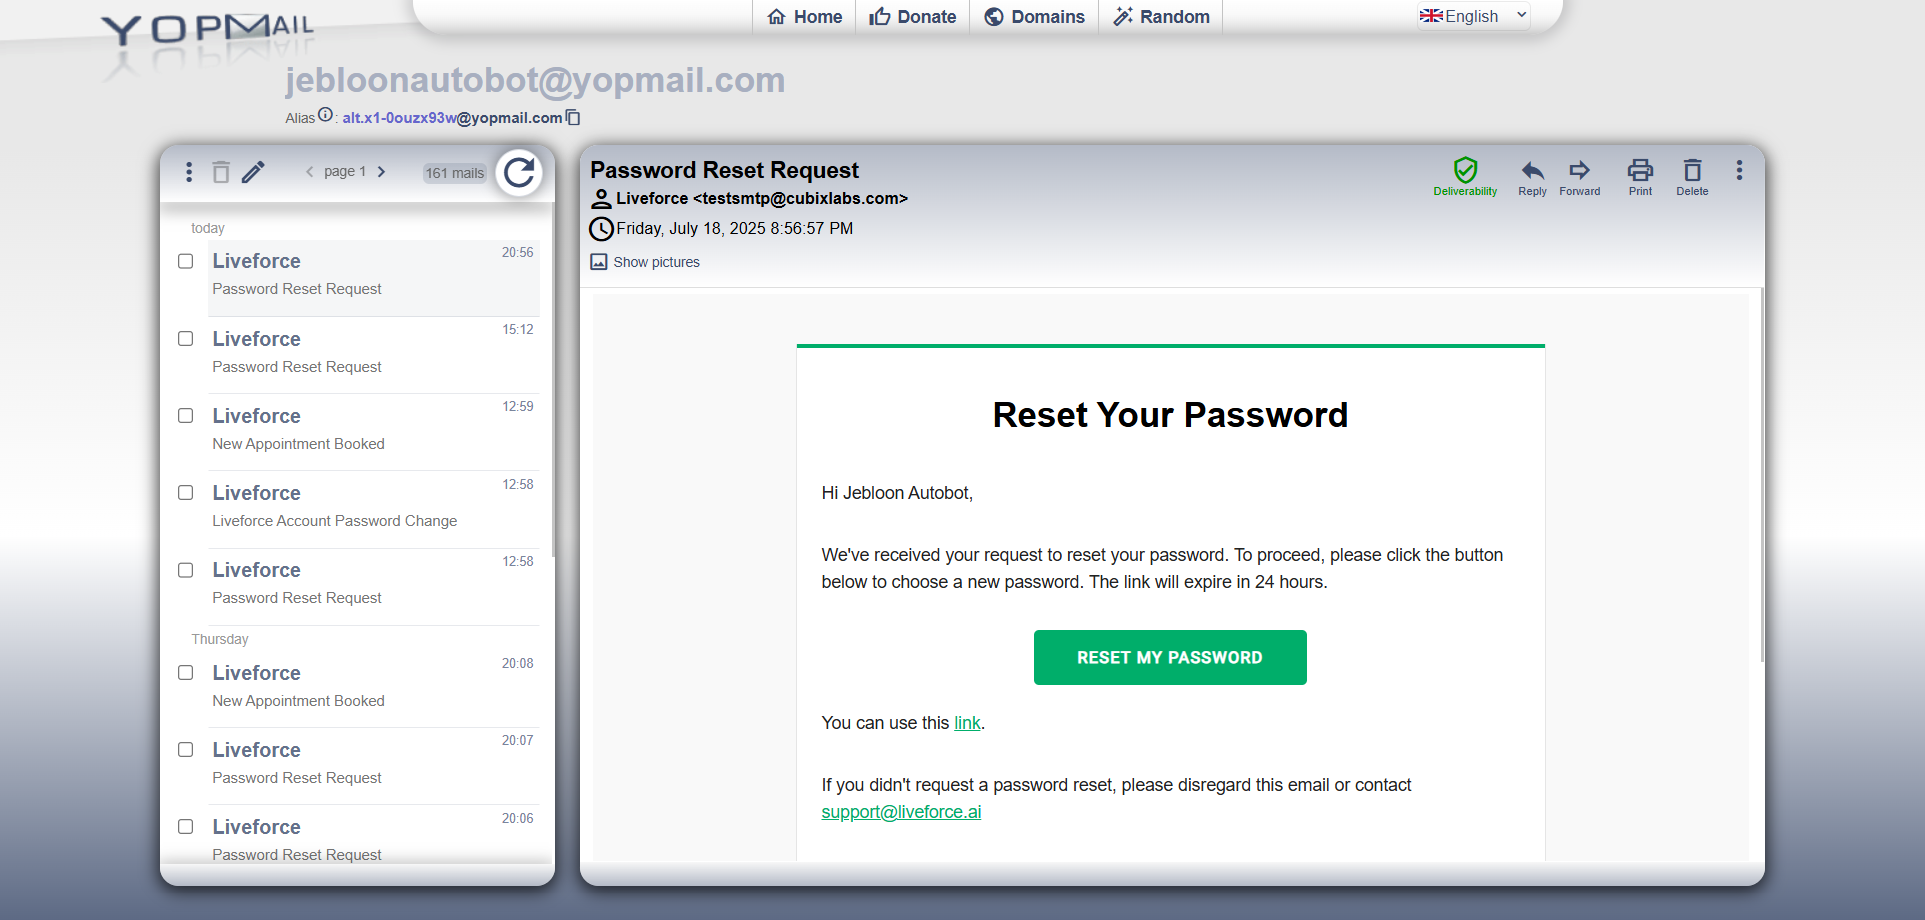 YOPMAIL
Home
Donate
Domains
Random
English
jebloonautobot@yopmail.com
Alias : alt.x1-0ouzx93w@yopmail.com
page 1
161 mails
today
Liveforce 20:56
Password Reset Request
Liveforce 15:12
Password Reset Request
Liveforce 12:59
New Appointment Booked
Liveforce 12:58
Liveforce Account Password Change
Liveforce 12:58
Password Reset Request
Thursday
Liveforce 20:08
New Appointment Booked
Liveforce 20:07
Password Reset Request
Liveforce 20:06
Password Reset Request
Password Reset Request
Liveforce <testsmtp@cubixlabs.com>
Friday, July 18, 2025 8:56:57 PM
Show pictures
Deliverability
Reply
Forward
Print
Delete
Reset Your Password
Hi Jebloon Autobot,
We've received your request to reset your password. To proceed, please click the button
below to choose a new password. The link will expire in 24 hours.
RESET MY PASSWORD
You can use this link.
If you didn't request a password reset, please disregard this email or contact
support@liveforce.ai